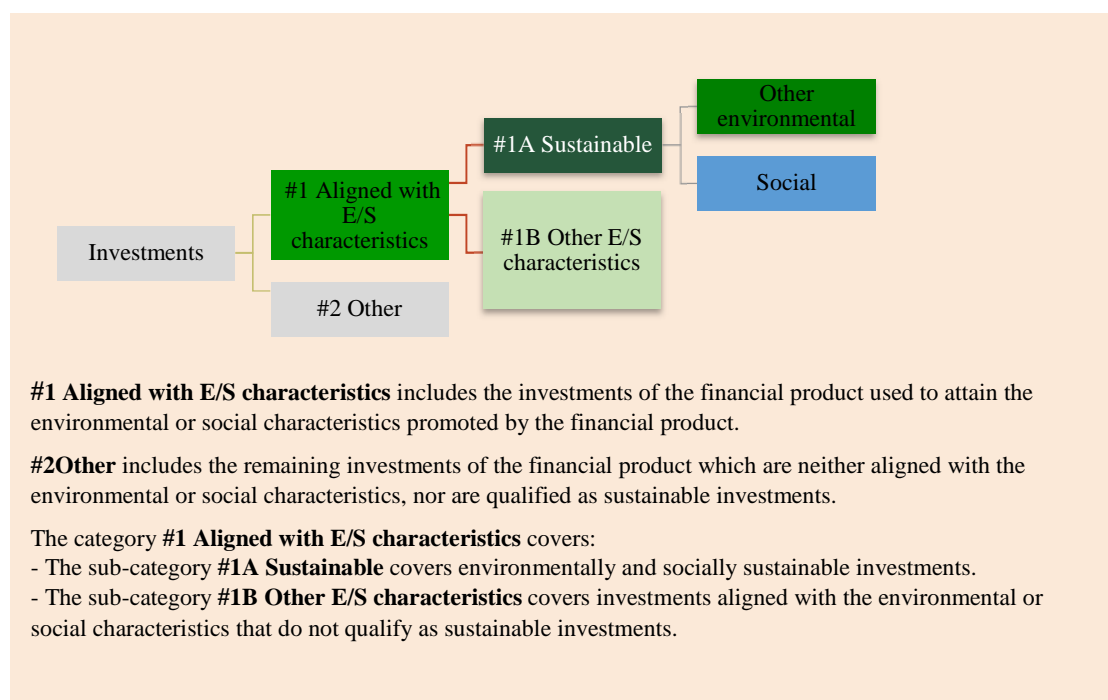 Other
environmental
#1A Sustainable
Social
#1 Aligned with
E/S
characteristics
#1B Other E/S
characteristics
Investments
#2 Other
#1 Aligned with E/S characteristics includes the investments of the financial product used to attain the
environmental or social characteristics promoted by the financial product.
#2Other includes the remaining investments of the financial product which are neither aligned with the
environmental or social characteristics, nor are qualified as sustainable investments.
The category #1 Aligned with E/S characteristics covers:
- The sub-category #1A Sustainable covers environmentally and socially sustainable investments.
- The sub-category #1B Other E/S characteristics covers investments aligned with the environmental or
social characteristics that do not qualify as sustainable investments.